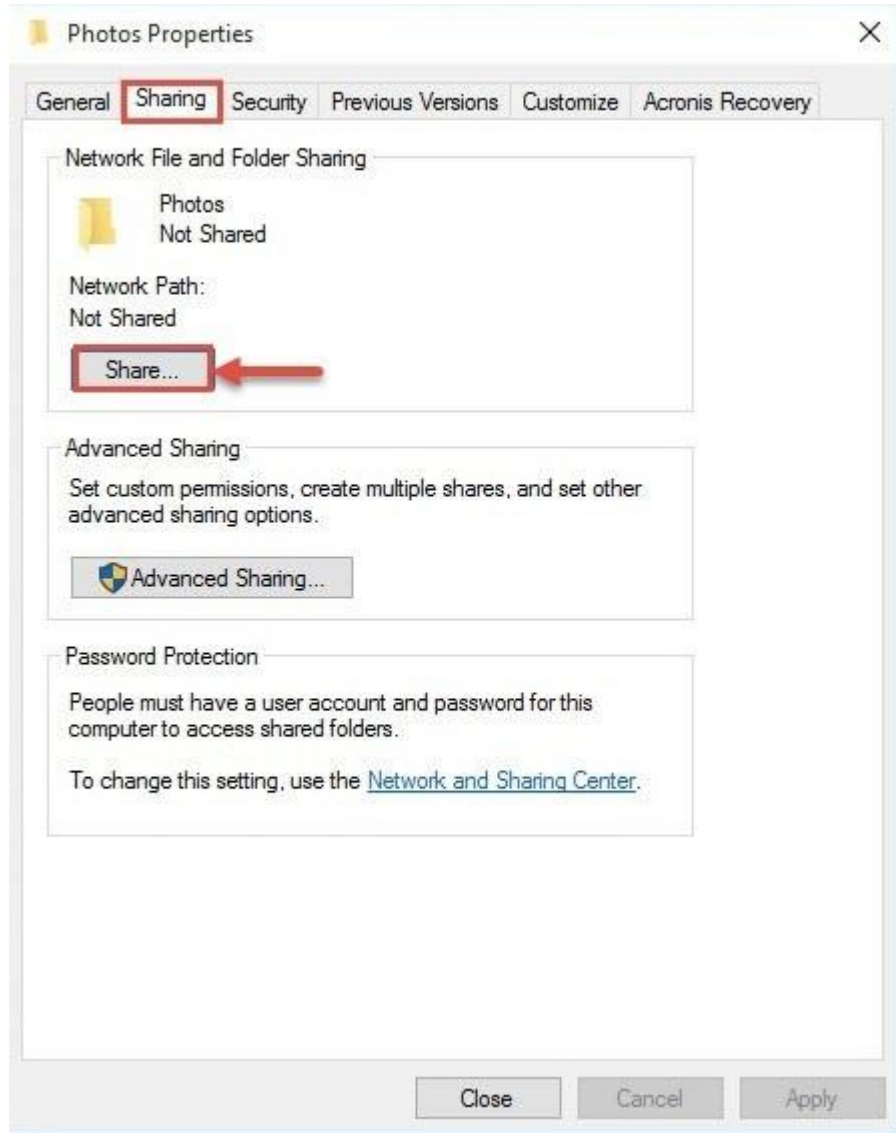 Photos Properties
General Sharing Security Previous Versions Customize Acronis Recovery
Network File and Folder Sharing
Photos
Not Shared
Network Path:
Not Shared
Share...
Advanced Sharing
Set custom permissions, create multiple shares, and set other
advanced sharing options.
Advanced Sharing...
Password Protection
People must have a user account and password for this
computer to access shared folders.
To change this setting, use the Network and Sharing Center.
Close Cancel Apply